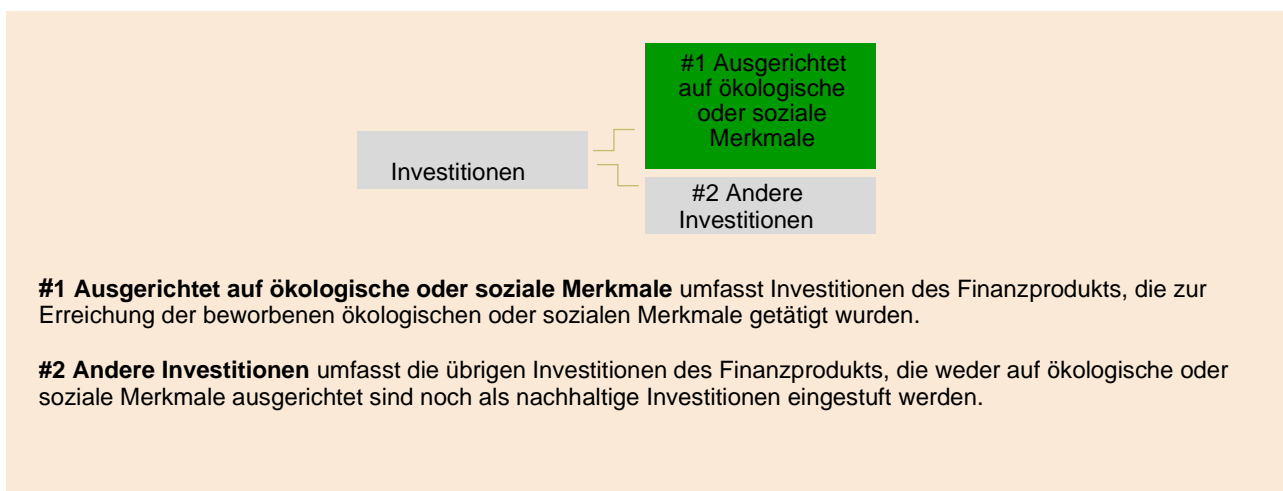 #1 Ausgerichtet
auf ökologische
oder soziale
Merkmale
Investitionen
#2 Andere
Investitionen
#1 Ausgerichtet auf ökologische oder soziale Merkmale umfasst Investitionen des Finanzprodukts, die zur
Erreichung der beworbenen ökologischen oder sozialen Merkmale getätigt wurden.
#2 Andere Investitionen umfasst die übrigen Investitionen des Finanzprodukts, die weder auf ökologische oder
soziale Merkmale ausgerichtet sind noch als nachhaltige Investitionen eingestuft werden.